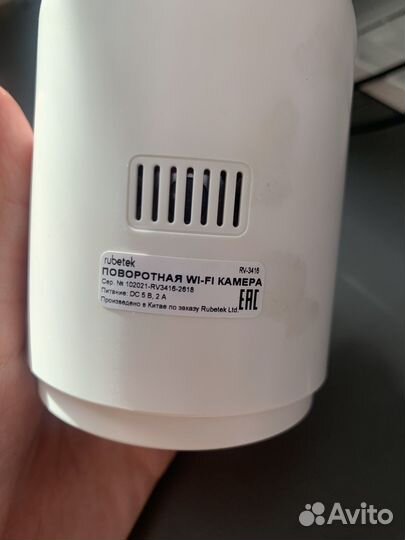 rubetek RV-3416
ПОВОРОТНАЯ WI-FI КАМЕРА
Сер. № 102021-RV3416-2618
Питание: DC 5 В, 2 А
Произведено в Китае по заказу Rubetek Ltd.
EAC
Avito